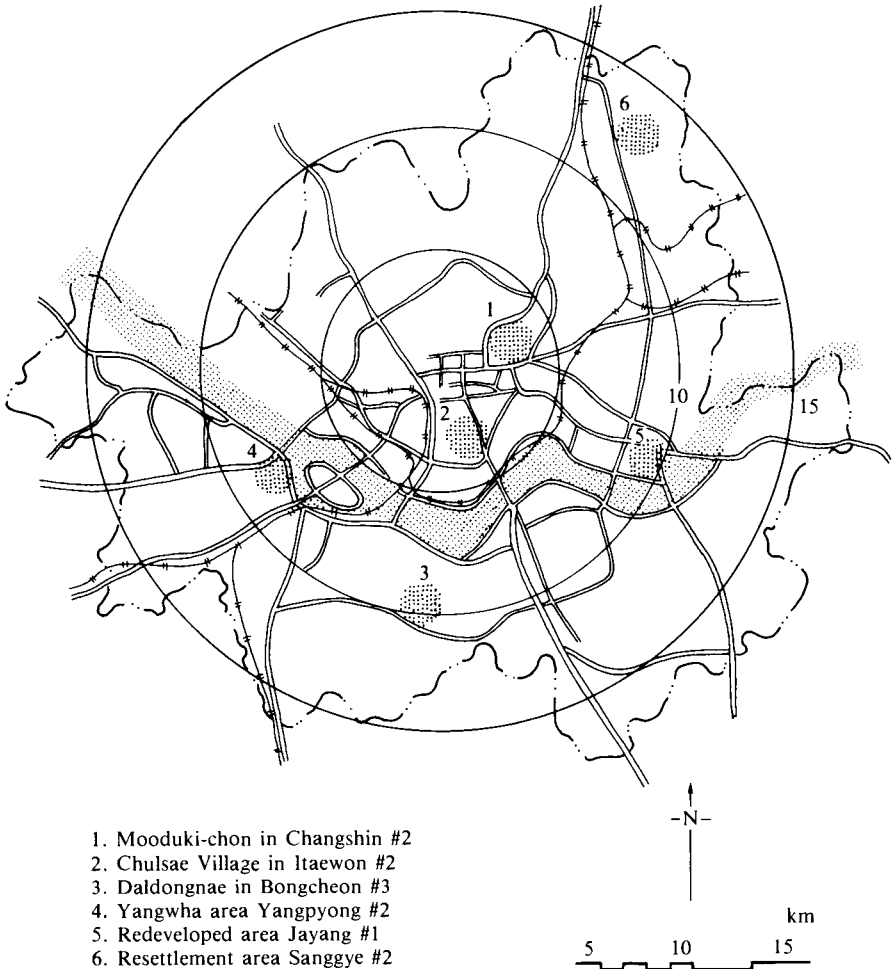 6
1
10
2
15
5
4
3
1. Mooduki-chon in Changshin #2
2. Chulsae Village in Itaewon #2
3. Daldongnae in Bongcheon #3
4. Yangwha area Yangpyong #2
5. Redeveloped area Jayang #1
6. Resettlement area Sanggye #2
-N-
km
5 10 15